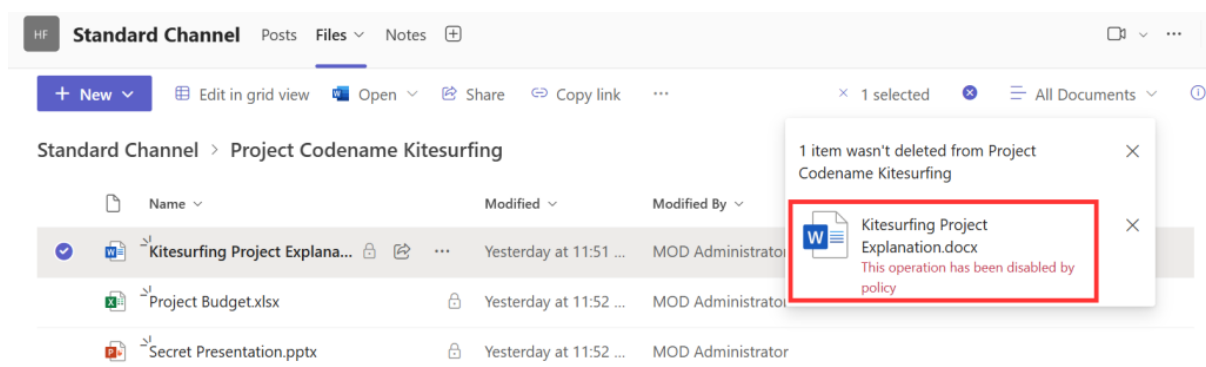 HF Standard Channel Posts Files Notes
New Edit in grid view Open Share Copy link ... 1 selected All Documents
Standard Channel > Project Codename Kitesurfing
1 item wasn't deleted from Project
Codename Kitesurfing
Name Modified Modified By
Kitesurfing Project Explana... Yesterday at 11:51 ... MOD Administrator
Kitesurfing Project
Explanation.docx
This operation has been disabled by
policy
Project Budget.xlsx Yesterday at 11:52 ... MOD Administrator
Secret Presentation.pptx Yesterday at 11:52 ... MOD Administrator